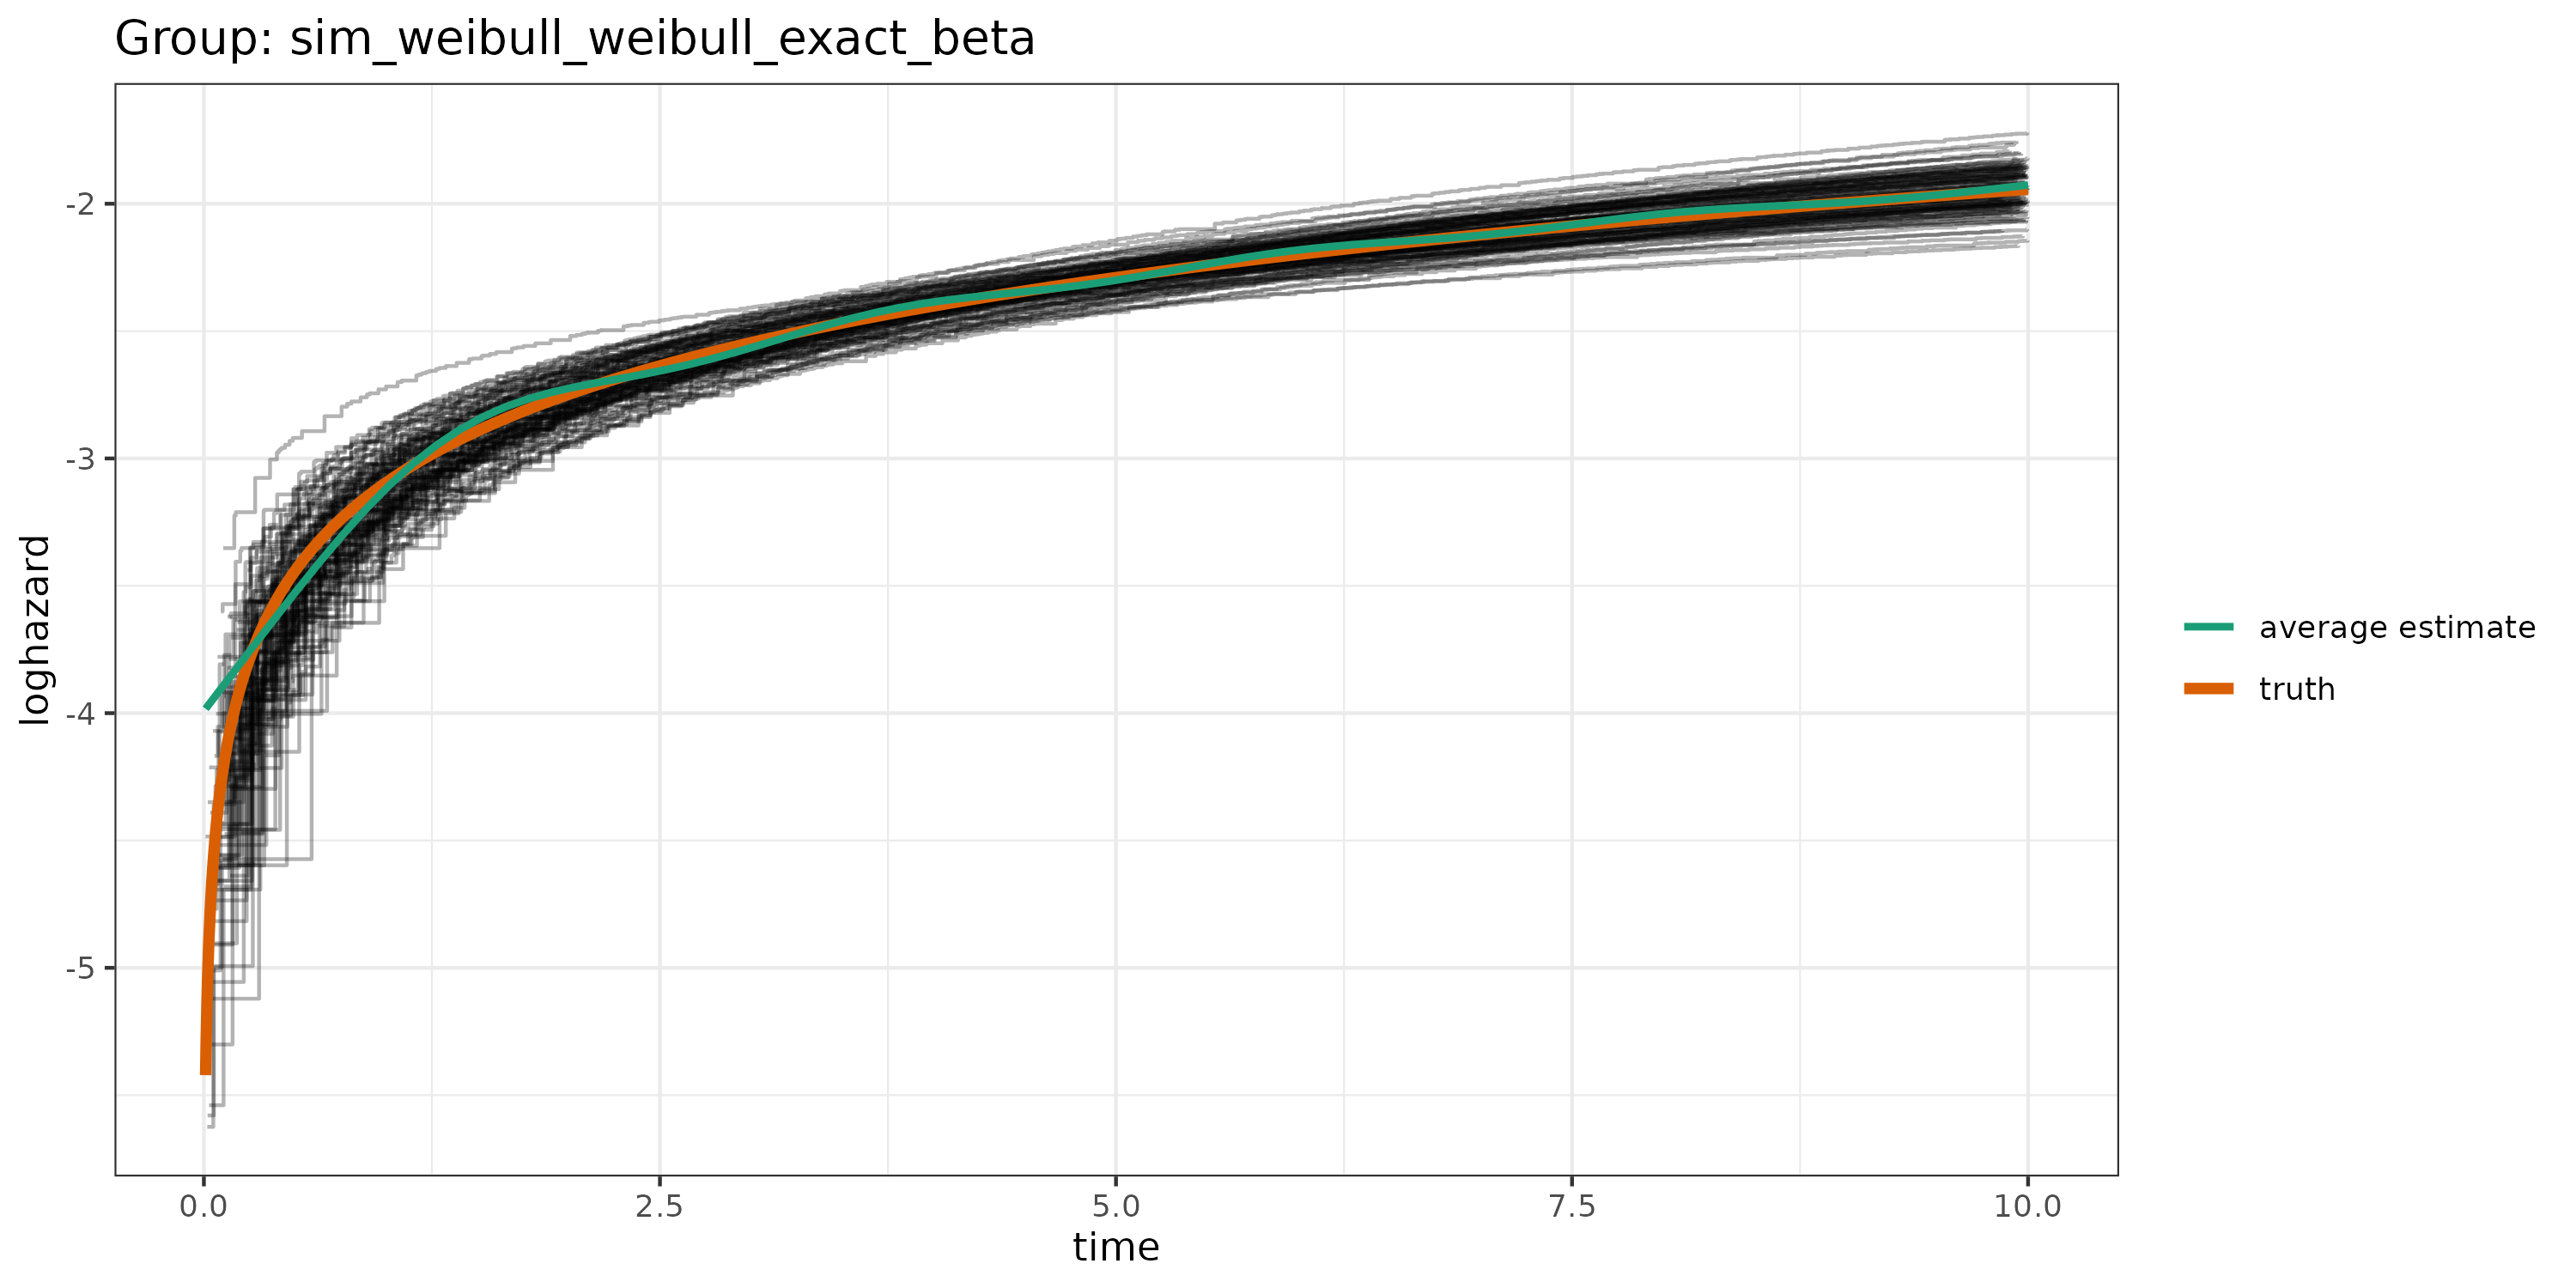 Group: sim_weibull_weibull_exact_beta
loghazard
-2
-3
-4
-5
0.0 2.5 5.0 7.5 10.0
time
average estimate
truth